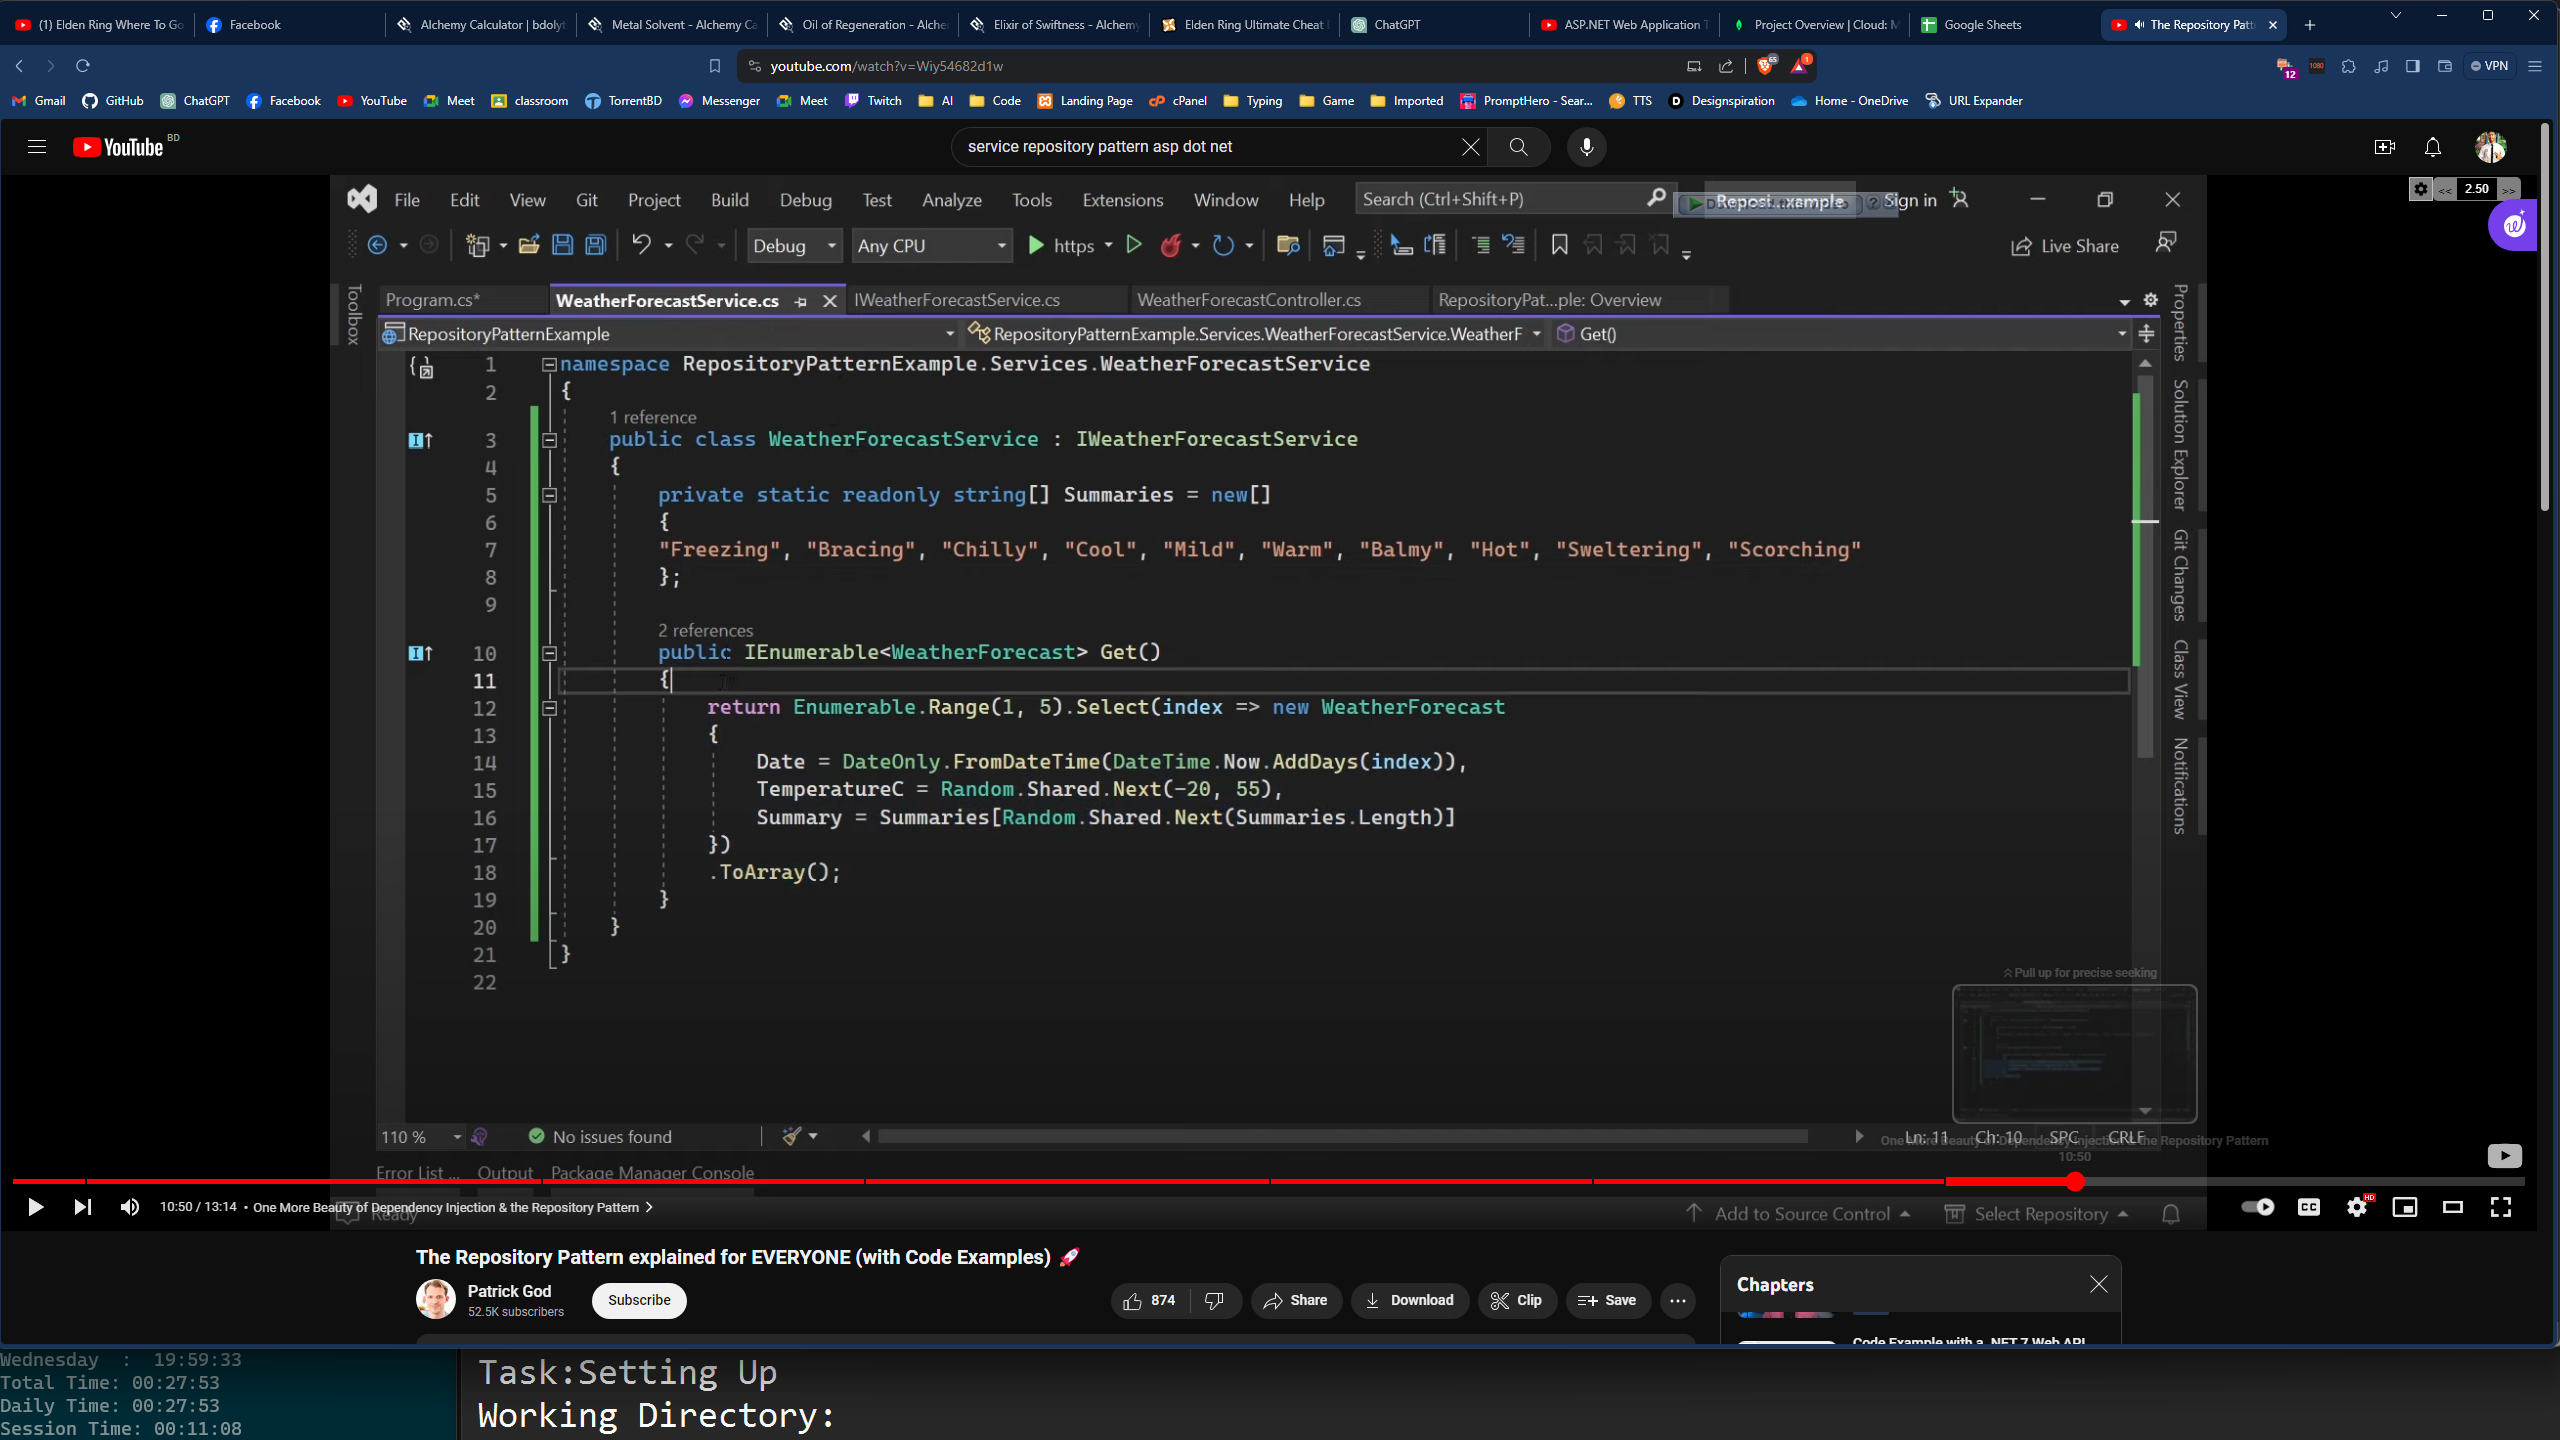 (1) Elden Ring Where To Go
Facebook
Alchemy Calculator | bdolyt
Metal Solvent - Alchemy Ca
Oil of Regeneration - Alche
Elixir of Swiftness - Alchemy
Elden Ring Ultimate Cheat
ChatGPT
ASP.NET Web Application T
Project Overview | Cloud: M
Google Sheets
The Repository Patt
youtube.com/watch?v=Wiy54682d1w
65
1
12
1080
VPN
Gmail
GitHub
ChatGPT
Facebook
YouTube
Meet
classroom
TorrentBD
Messenger
Meet
Twitch
AI
Code
Landing Page
cPanel
Typing
Game
Imported
PromptHero - Sear...
TTS
Designspiration
Home - OneDrive
URL Expander
YouTube BD
service repository pattern asp dot net
File Edit View Git Project Build Debug Test Analyze Tools Extensions Window Help
Search (Ctrl+Shift+P)
Reposi...xample
Sign in
<< 2.50 >>
Debug
Any CPU
https
Live Share
Toolbox
Program.cs*
WeatherForecastService.cs
IWeatherForecastService.cs
WeatherForecastController.cs
RepositoryPat...ple: Overview
Properties
Solution Explorer
Git Changes
Class View
Notifications
RepositoryPatternExample
RepositoryPatternExample.Services.WeatherForecastService.WeatherF
Get()
1 namespace RepositoryPatternExample.Services.WeatherForecastService
2 {
1 reference
3 public class WeatherForecastService : IWeatherForecastService
4 {
5 private static readonly string[] Summaries = new[]
6 {
7 "Freezing", "Bracing", "Chilly", "Cool", "Mild", "Warm", "Balmy", "Hot", "Sweltering", "Scorching"
8 };
9
2 references
10 public IEnumerable<WeatherForecast> Get()
11 {
12 return Enumerable.Range(1, 5).Select(index => new WeatherForecast
13 {
14 Date = DateOnly.FromDateTime(DateTime.Now.AddDays(index)),
15 TemperatureC = Random.Shared.Next(-20, 55),
16 Summary = Summaries[Random.Shared.Next(Summaries.Length)]
17 })
18 .ToArray();
19 }
20 }
21 }
22
Pull up for precise seeking
110 %
No issues found
Ln: 11 Ch: 10 SPC CRLF
One More Beauty of Dependency Injection & the Repository Pattern
10:50
Error List ... Output Package Manager Console
10:50 / 13:14 • One More Beauty of Dependency Injection & the Repository Pattern
Ready
Add to Source Control
Select Repository
CC
HD
The Repository Pattern explained for EVERYONE (with Code Examples) 🚀
Patrick God
52.5K subscribers
Subscribe
874
Share
Download
Clip
Save
Chapters
Code Example with a .NET 7 Web API
Wednesday : 19:59:33
Total Time: 00:27:53
Daily Time: 00:27:53
Session Time: 00:11:08
Task:Setting Up
Working Directory: